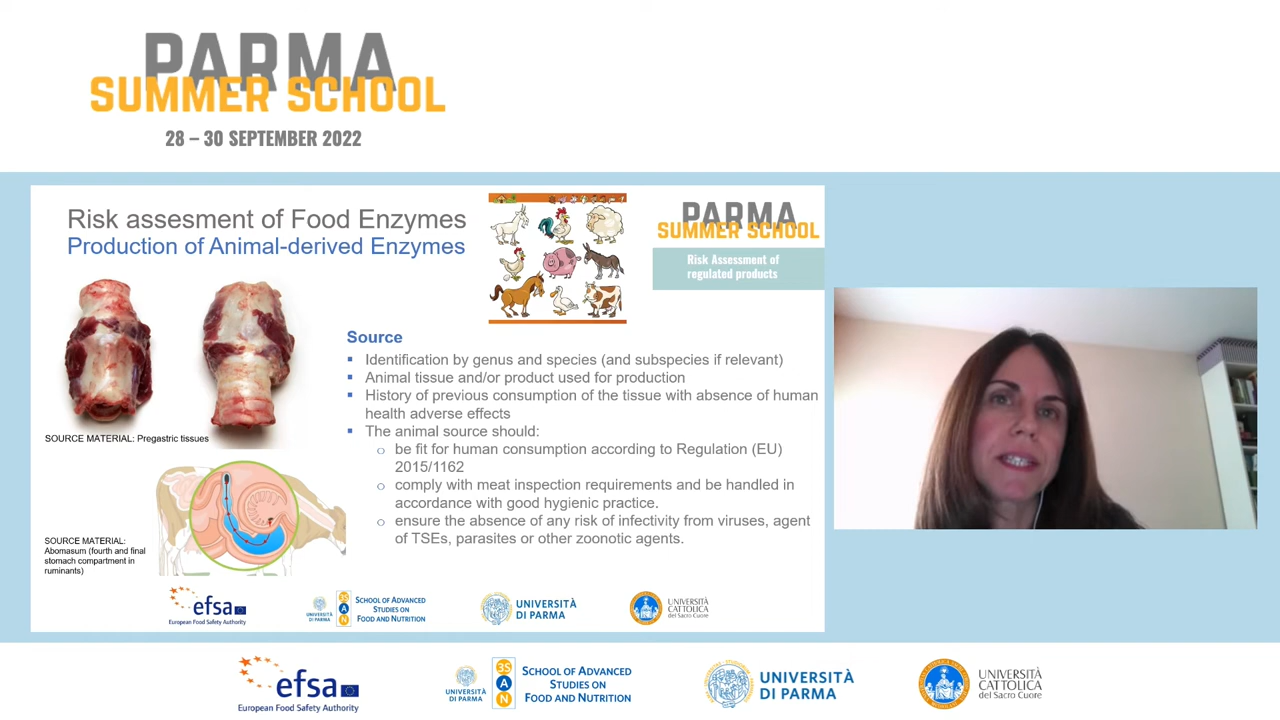 PARMA
SUMMER SCHOOL
28 – 30 SEPTEMBER 2022
Risk assesment of Food Enzymes
Production of Animal-derived Enzymes
PARMA
SUMMER SCHOOL
Risk Assessment of
regulated products
Source
Identification by genus and species (and subspecies if relevant)
Animal tissue and/or product used for production
History of previous consumption of the tissue with absence of human
health adverse effects
The animal source should:
be fit for human consumption according to Regulation (EU)
2015/1162
comply with meat inspection requirements and be handled in
accordance with good hygienic practice.
ensure the absence of any risk of infectivity from viruses, agent
of TSEs, parasites or other zoonotic agents.
SOURCE MATERIAL: Pregastric tissues
SOURCE MATERIAL:
Abomasum (fourth and final
stomach compartment in
ruminants)
efsa
European Food Safety Authority
UNIVERSITÀ
DI PARMA
3S
A
N
SCHOOL OF ADVANCED
STUDIES ON
FOOD AND NUTRITION
UNIVERSITÀ
DI PARMA
UNIVERSITÀ
CATTOLICA
del Sacro Cuore
efsa
European Food Safety Authority
UNIVERSITÀ
DI PARMA
3S
A
N
SCHOOL OF ADVANCED
STUDIES ON
FOOD AND NUTRITION
UNIVERSITÀ
DI PARMA
UNIVERSITÀ
CATTOLICA
del Sacro Cuore